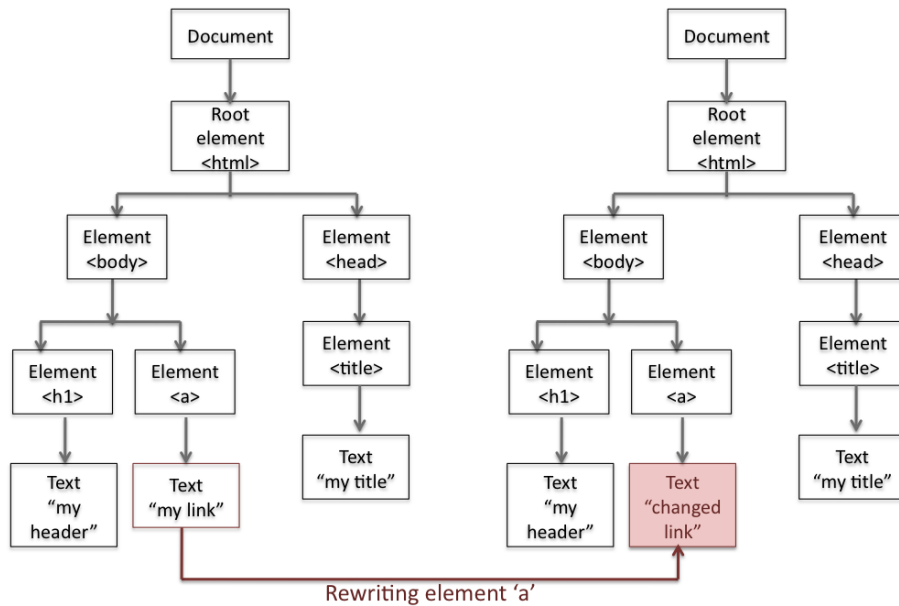 Document
Root
element
<html>
Element
<body>
Element
<head>
Element
<h1>
Element
<a>
Element
<title>
Text
“my
header”
Text
“my link”
Text
“my title”
Document
Root
element
<html>
Element
<body>
Element
<head>
Element
<h1>
Element
<a>
Element
<title>
Text
“my
header”
Text
“changed
link”
Text
“my title”
Rewriting element ‘a’